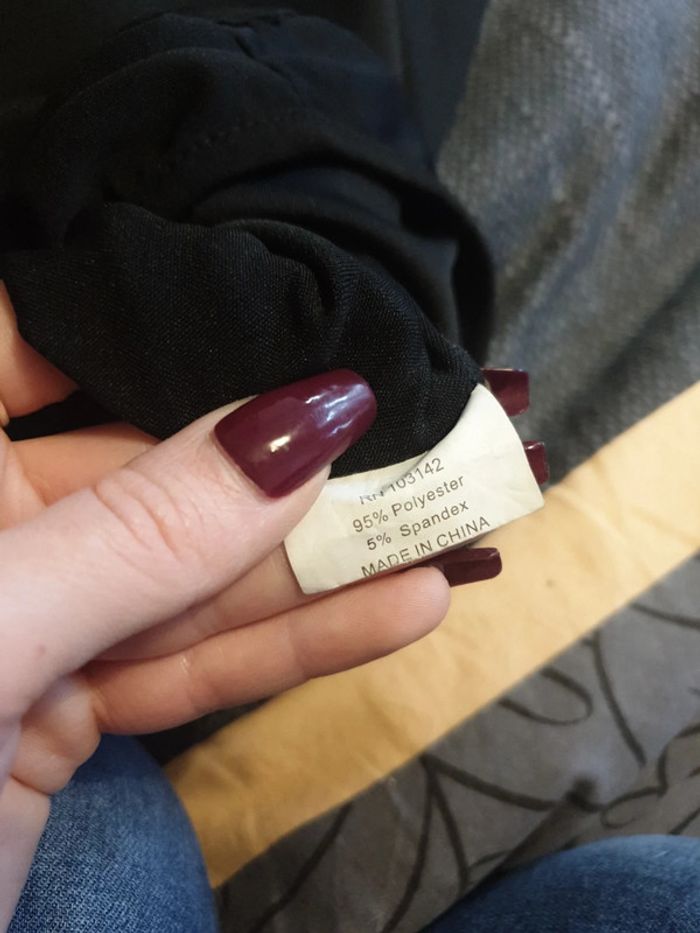 RN 103142
95% Polyester
5% Spandex
MADE IN CHINA